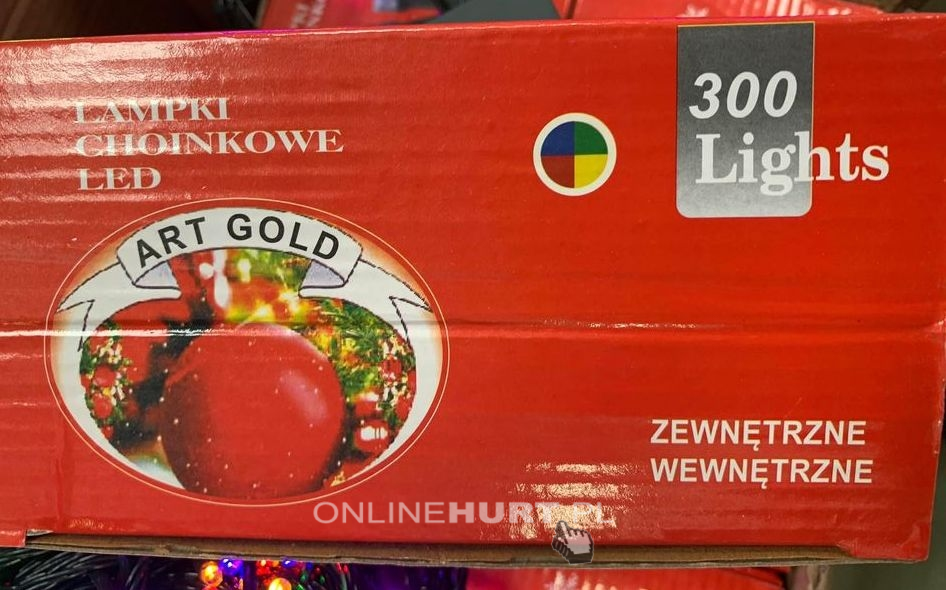 LAMPKI
CHOINKOWE
LED
300
Lights
ART GOLD
ZEWNĘTRZNE
WEWNĘTRZNE
ONLINEHURT.PL